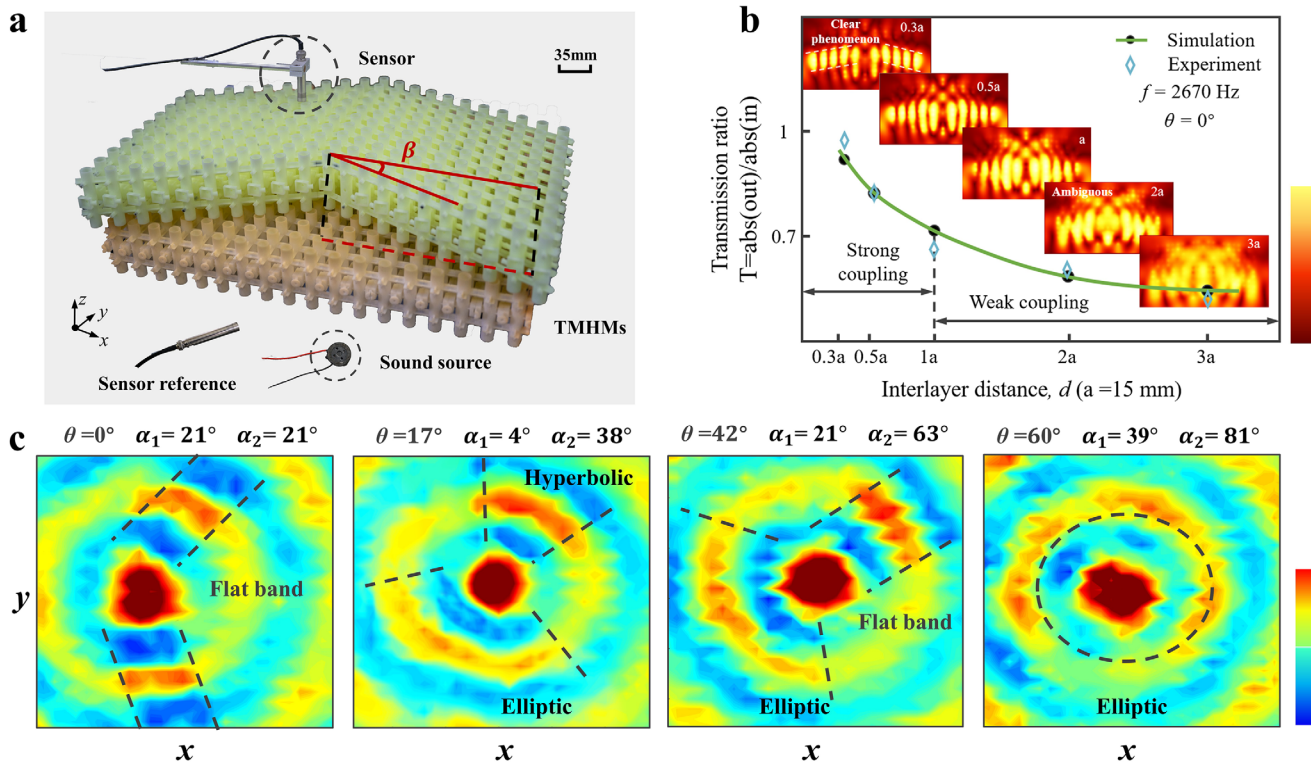 a
Sensor
35mm
β
z
y
x
TMHMs
Sound source
Sensor reference
b
Transmission ratio
T=abs(out)/abs(in)
1
0.7
Clear
phenomenon
0.3a
0.5a
a
Ambiguous
2a
3a
Simulation
Experiment
f = 2670 Hz
θ = 0°
Strong
coupling
Weak coupling
0.3a 0.5a 1a 2a 3a
Interlayer distance, d (a =15 mm)
c
θ =0° α₁= 21° α₂= 21°
Flat band
θ =17° α₁= 4° α₂= 38°
Hyperbolic
Elliptic
θ =42° α₁= 21° α₂= 63°
Flat band
Elliptic
θ =60° α₁= 39° α₂= 81°
Elliptic
y
x x x x